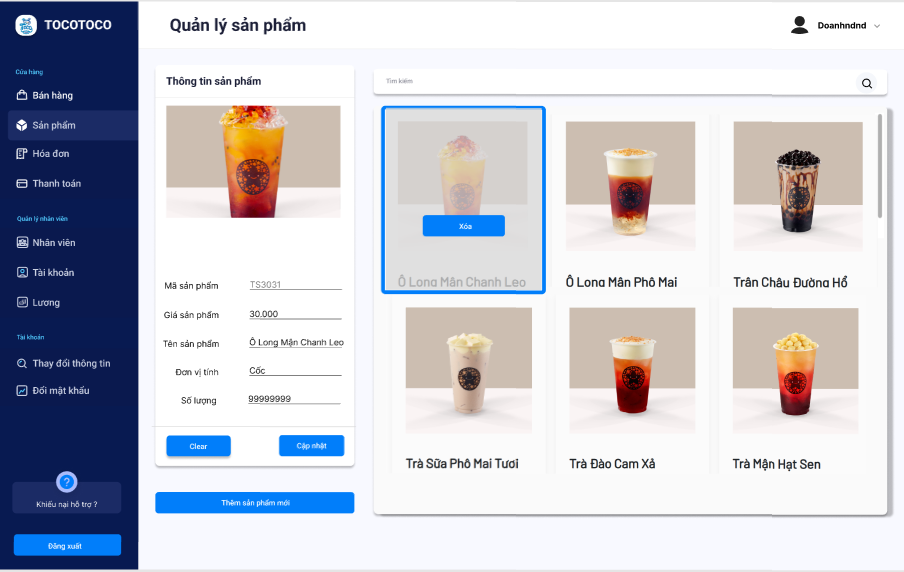 TOCOTOCO
Quản lý sản phẩm
Doanhndnd
Cửa hàng
Bán hàng
Sản phẩm
Hóa đơn
Thanh toán
Quản lý nhân viên
Nhân viên
Tài khoản
Lương
Tài khoản
Thay đổi thông tin
Đổi mật khẩu
?
Khiếu nại hỗ trợ ?
Đăng xuất
Thông tin sản phẩm
Mã sản phẩm TS3031
Giá sản phẩm 30.000
Tên sản phẩm Ô Long Mận Chanh Leo
Đơn vị tính Cốc
Số lượng 99999999
Clear
Cập nhật
Thêm sản phẩm mới
Tìm kiếm
Xóa
Ô Long Mận Chanh Leo
Ô Long Mận Phô Mai
Trân Châu Đường Hổ
Trà Sữa Phô Mai Tươi
Trà Đào Cam Xả
Trà Mận Hạt Sen